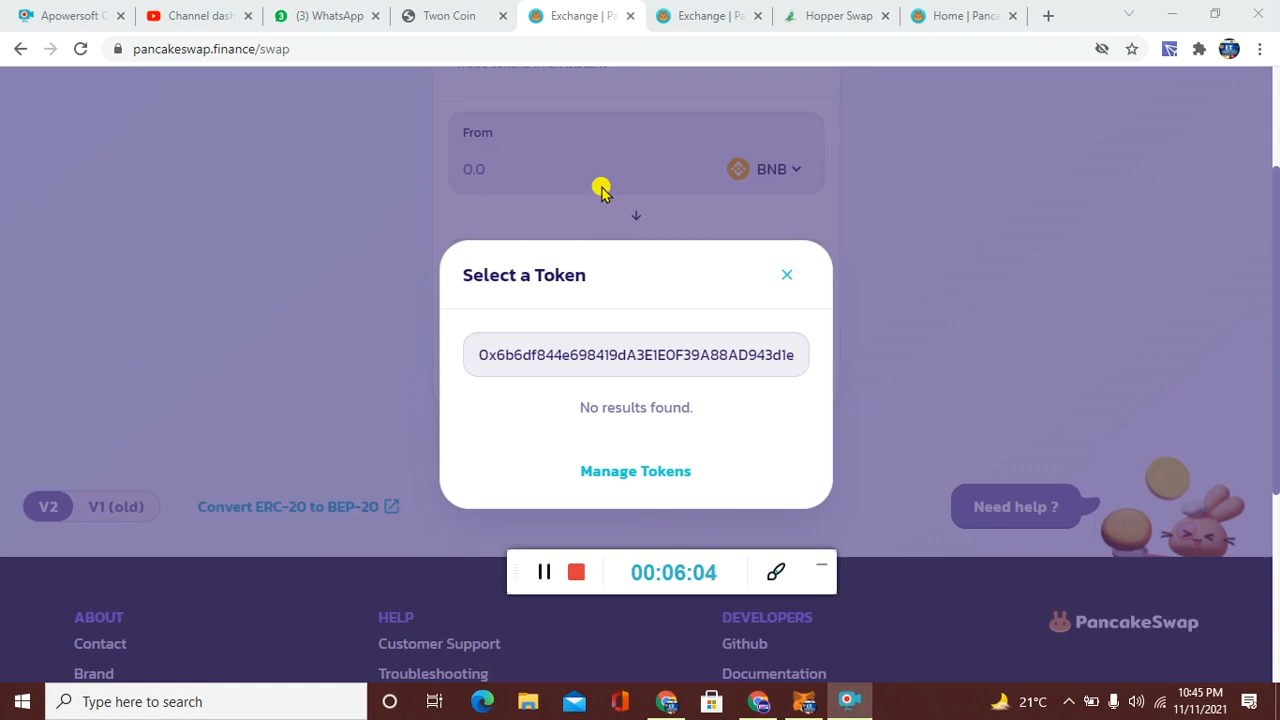 Apowersoft C
Channel dash
(3) WhatsApp
Twon Coin
Exchange | P
Exchange | Pa
Hopper Swap
Home | Panca
pancakeswap.finance/swap
From
0.0
BNB
Select a Token
0x6b6df844e698419dA3E1E0F39A88AD943d1e
No results found.
Manage Tokens
V2
V1 (old)
Convert ERC-20 to BEP-20
Need help ?
00:06:04
ABOUT
HELP
DEVELOPERS
PancakeSwap
Contact
Customer Support
Github
Brand
Troubleshooting
Documentation
Type here to search
21°C
10:45 PM
11/11/2021